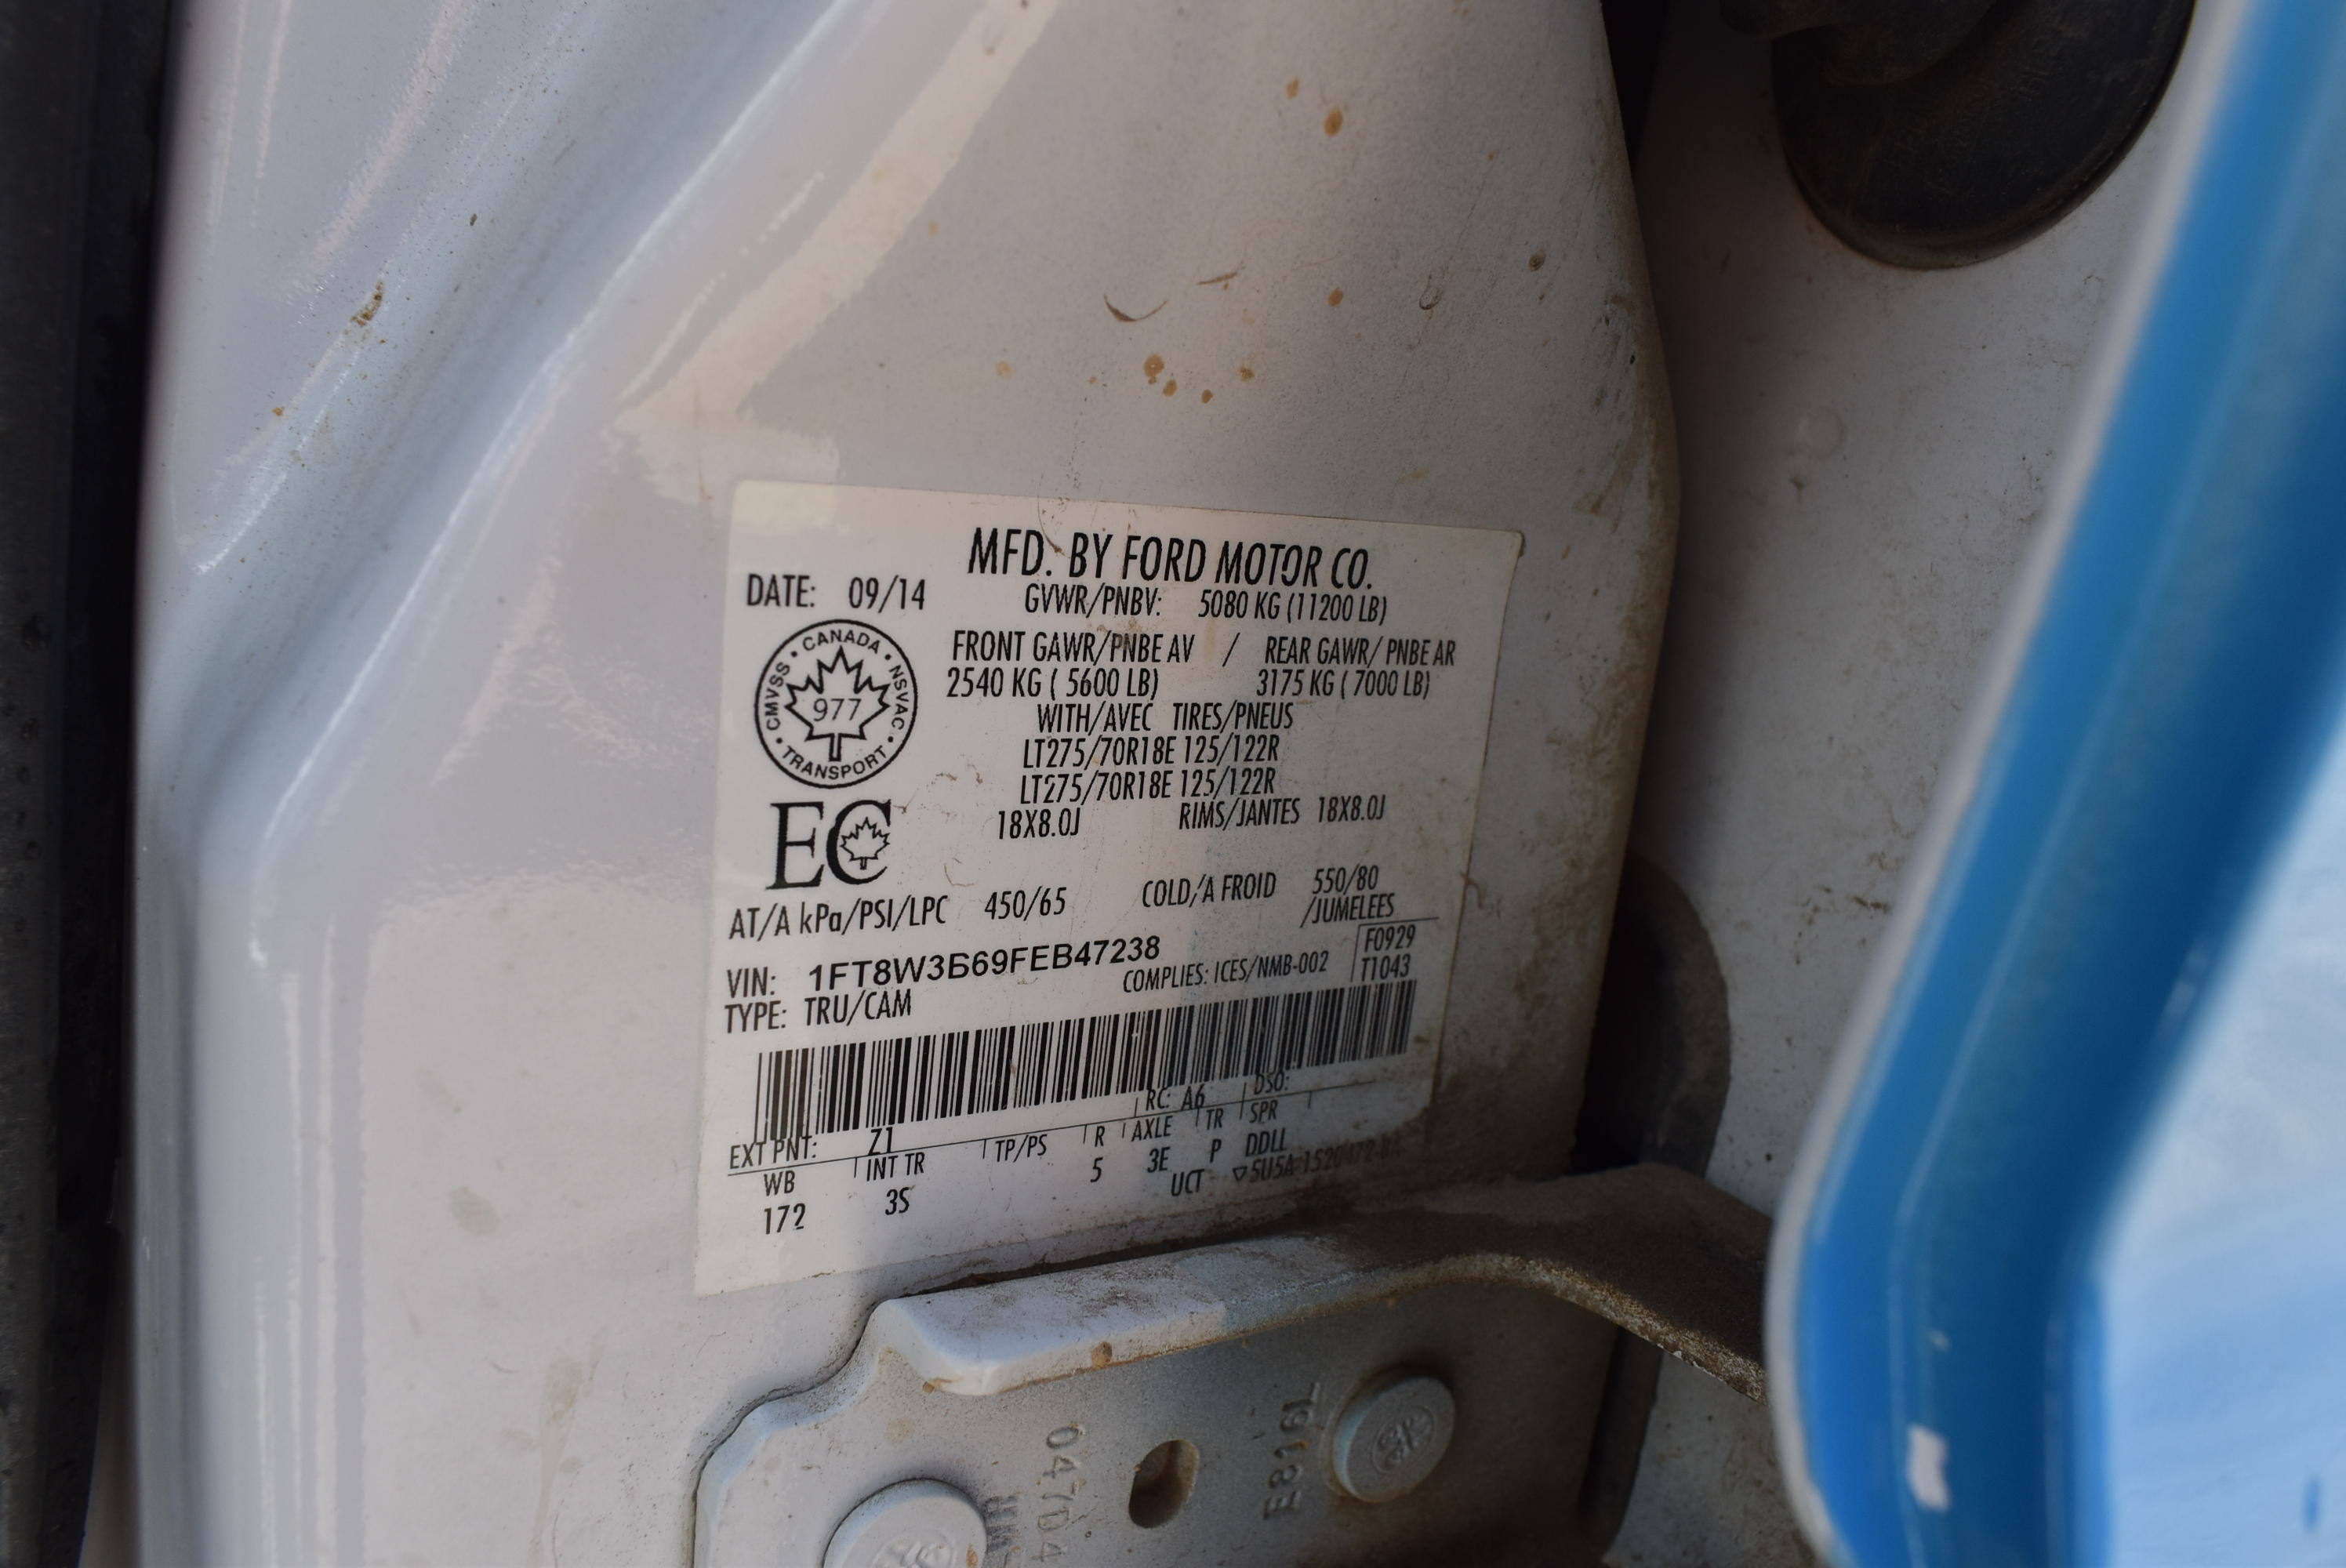 MFD. BY FORD MOTOR CO.
DATE: 09/14
GVWR/PNBV: 5080 KG (11200 LB)
CANADA • NSVAC • TRANSPORT • CMVSS •
977
FRONT GAWR/PNBE AV / REAR GAWR/ PNBE AR
2540 KG ( 5600 LB) 3175 KG ( 7000 LB)
WITH/AVEC TIRES/PNEUS
LT275/70R18E 125/122R
LT275/70R18E 125/122R
18X8.0J RIMS/JANTES 18X8.0J
EC
AT/A kPa/PSI/LPC 450/65 COLD/A FROID 550/80
/JUMELEES
VIN: 1FT8W3B69FEB47238
COMPLIES: ICES/NMB-002
F0929
T1043
TYPE: TRU/CAM
RC: A6 DSO:
EXT PNT: Z1
WB INT TR TP/PS R AXLE TR SPR
172 3S 5 3E P DDLL
UCT
04704
E8191